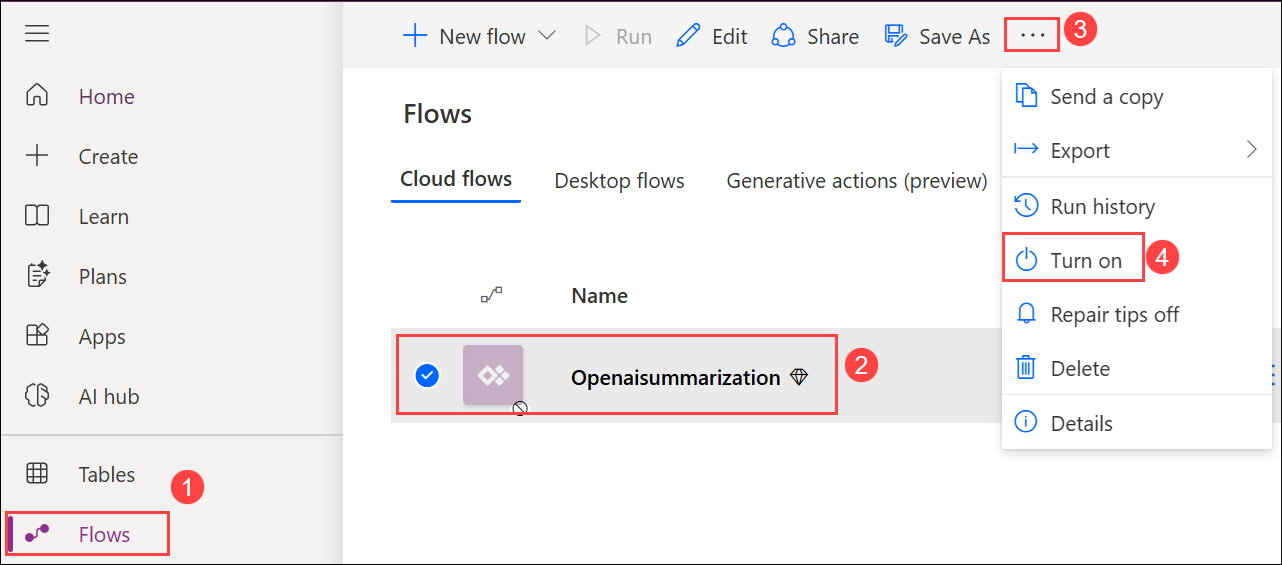 New flow
Run
Edit
Share
Save As
...
3
Home
Create
Learn
Plans
Apps
AI hub
Tables
1
Flows
Flows
Cloud flows
Desktop flows
Generative actions (preview)
Name
Openaisummarization
2
Send a copy
Export
Run history
Turn on
4
Repair tips off
Delete
Details